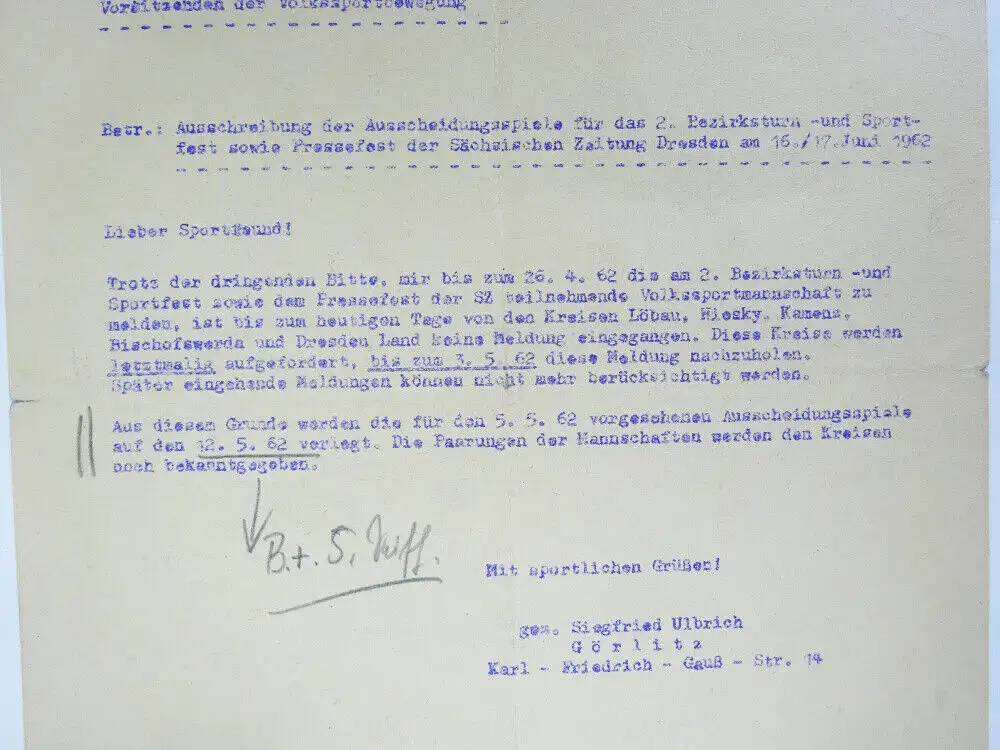 Vorsitzenden der Volkssportbewegung
Betr.: Ausschreibung der Ausscheidungsspiele für das 2. Bezirksturn -und Sport-
fest sowie Pressefest der Sächsischen Zeitung Dresden am 16./17.Juni 1962
Lieber Sportfreund!
Trotz der dringenden Bitte, mir bis zum 26. 4. 62 die am 2. Bezirksturn -und
Sportfest sowie dem Pressefest der SZ teilnehmende Volkssportmannschaft zu
melden, ist bis zum heutigen Tage von den Kreisen Löbau, Niesky, Kamenz,
Bischofswerda und Dresden Land keine Meldung eingegangen. Diese Kreise werden
letztmalig aufgefordert, bis zum 3. 5. 62 diese Meldung nachzuholen.
Später eingehende Meldungen können nicht mehr berücksichtigt werden.
Aus diesem Grunde werden die für den 5. 5. 62 vorgesehenen Ausscheidungsspiele
auf den 12. 5. 62 verlegt. Die Paarungen der Mannschaften werden den Kreisen
noch bekanntgegeben.
B.+. S.
Mit sportlichen Grüßen!
gez. Siegfried Ulbrich
G ö r l i t z
Karl - Friedrich - Gauß - Str. 14